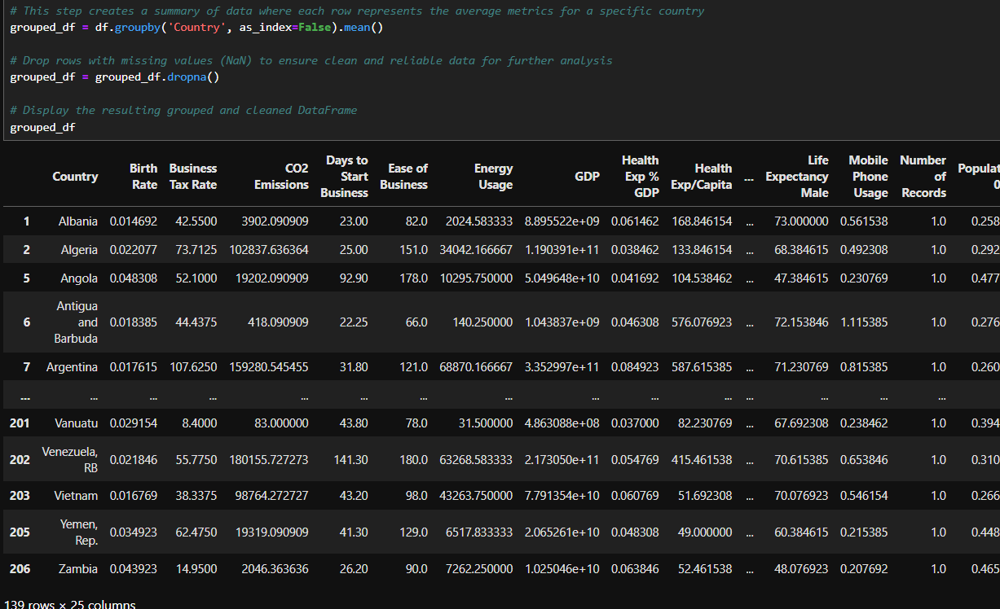 # This step creates a summary of data where each row represents the average metrics for a specific country
grouped_df = df.groupby('Country', as_index=False).mean()
# Drop rows with missing values (NaN) to ensure clean and reliable data for further analysis
grouped_df = grouped_df.dropna()
# Display the resulting grouped and cleaned DataFrame
grouped_df
Country Birth Rate Business Tax Rate CO2 Emissions Days to Start Business Ease of Business Energy Usage GDP Health Exp % GDP Health Exp/Capita ... Life Expectancy Male Mobile Phone Usage Number of Records Populat 0
1 Albania 0.014692 42.5500 3902.090909 23.00 82.0 2024.583333 8.895522e+09 0.061462 168.846154 ... 73.000000 0.561538 1.0 0.258
2 Algeria 0.022077 73.7125 102837.636364 25.00 151.0 34042.166667 1.190391e+11 0.038462 133.846154 ... 68.384615 0.492308 1.0 0.292
5 Angola 0.048308 52.1000 19202.090909 92.90 178.0 10295.750000 5.049648e+10 0.041692 104.538462 ... 47.384615 0.230769 1.0 0.477
6 Antigua and Barbuda 0.018385 44.4375 418.090909 22.25 66.0 140.250000 1.043837e+09 0.046308 576.076923 ... 72.153846 1.115385 1.0 0.276
7 Argentina 0.017615 107.6250 159280.545455 31.80 121.0 68870.166667 3.352997e+11 0.084923 587.615385 ... 71.230769 0.815385 1.0 0.260
... ... ... ... ... ... ... ... ... ... ... ... ... ... ...
201 Vanuatu 0.029154 8.4000 83.000000 43.80 78.0 31.500000 4.863088e+08 0.037000 82.230769 ... 67.692308 0.238462 1.0 0.394
202 Venezuela, RB 0.021846 55.7750 180155.727273 141.30 180.0 63268.583333 2.173050e+11 0.054769 415.461538 ... 70.615385 0.653846 1.0 0.310
203 Vietnam 0.016769 38.3375 98764.272727 43.20 98.0 43263.750000 7.791354e+10 0.060769 51.692308 ... 70.076923 0.546154 1.0 0.266
205 Yemen, Rep. 0.034923 62.4750 19319.090909 41.30 129.0 6517.833333 2.065261e+10 0.048308 49.000000 ... 60.384615 0.215385 1.0 0.448
206 Zambia 0.043923 14.9500 2046.363636 26.20 90.0 7262.250000 1.025046e+10 0.063846 52.461538 ... 48.076923 0.207692 1.0 0.465
139 rows × 25 columns